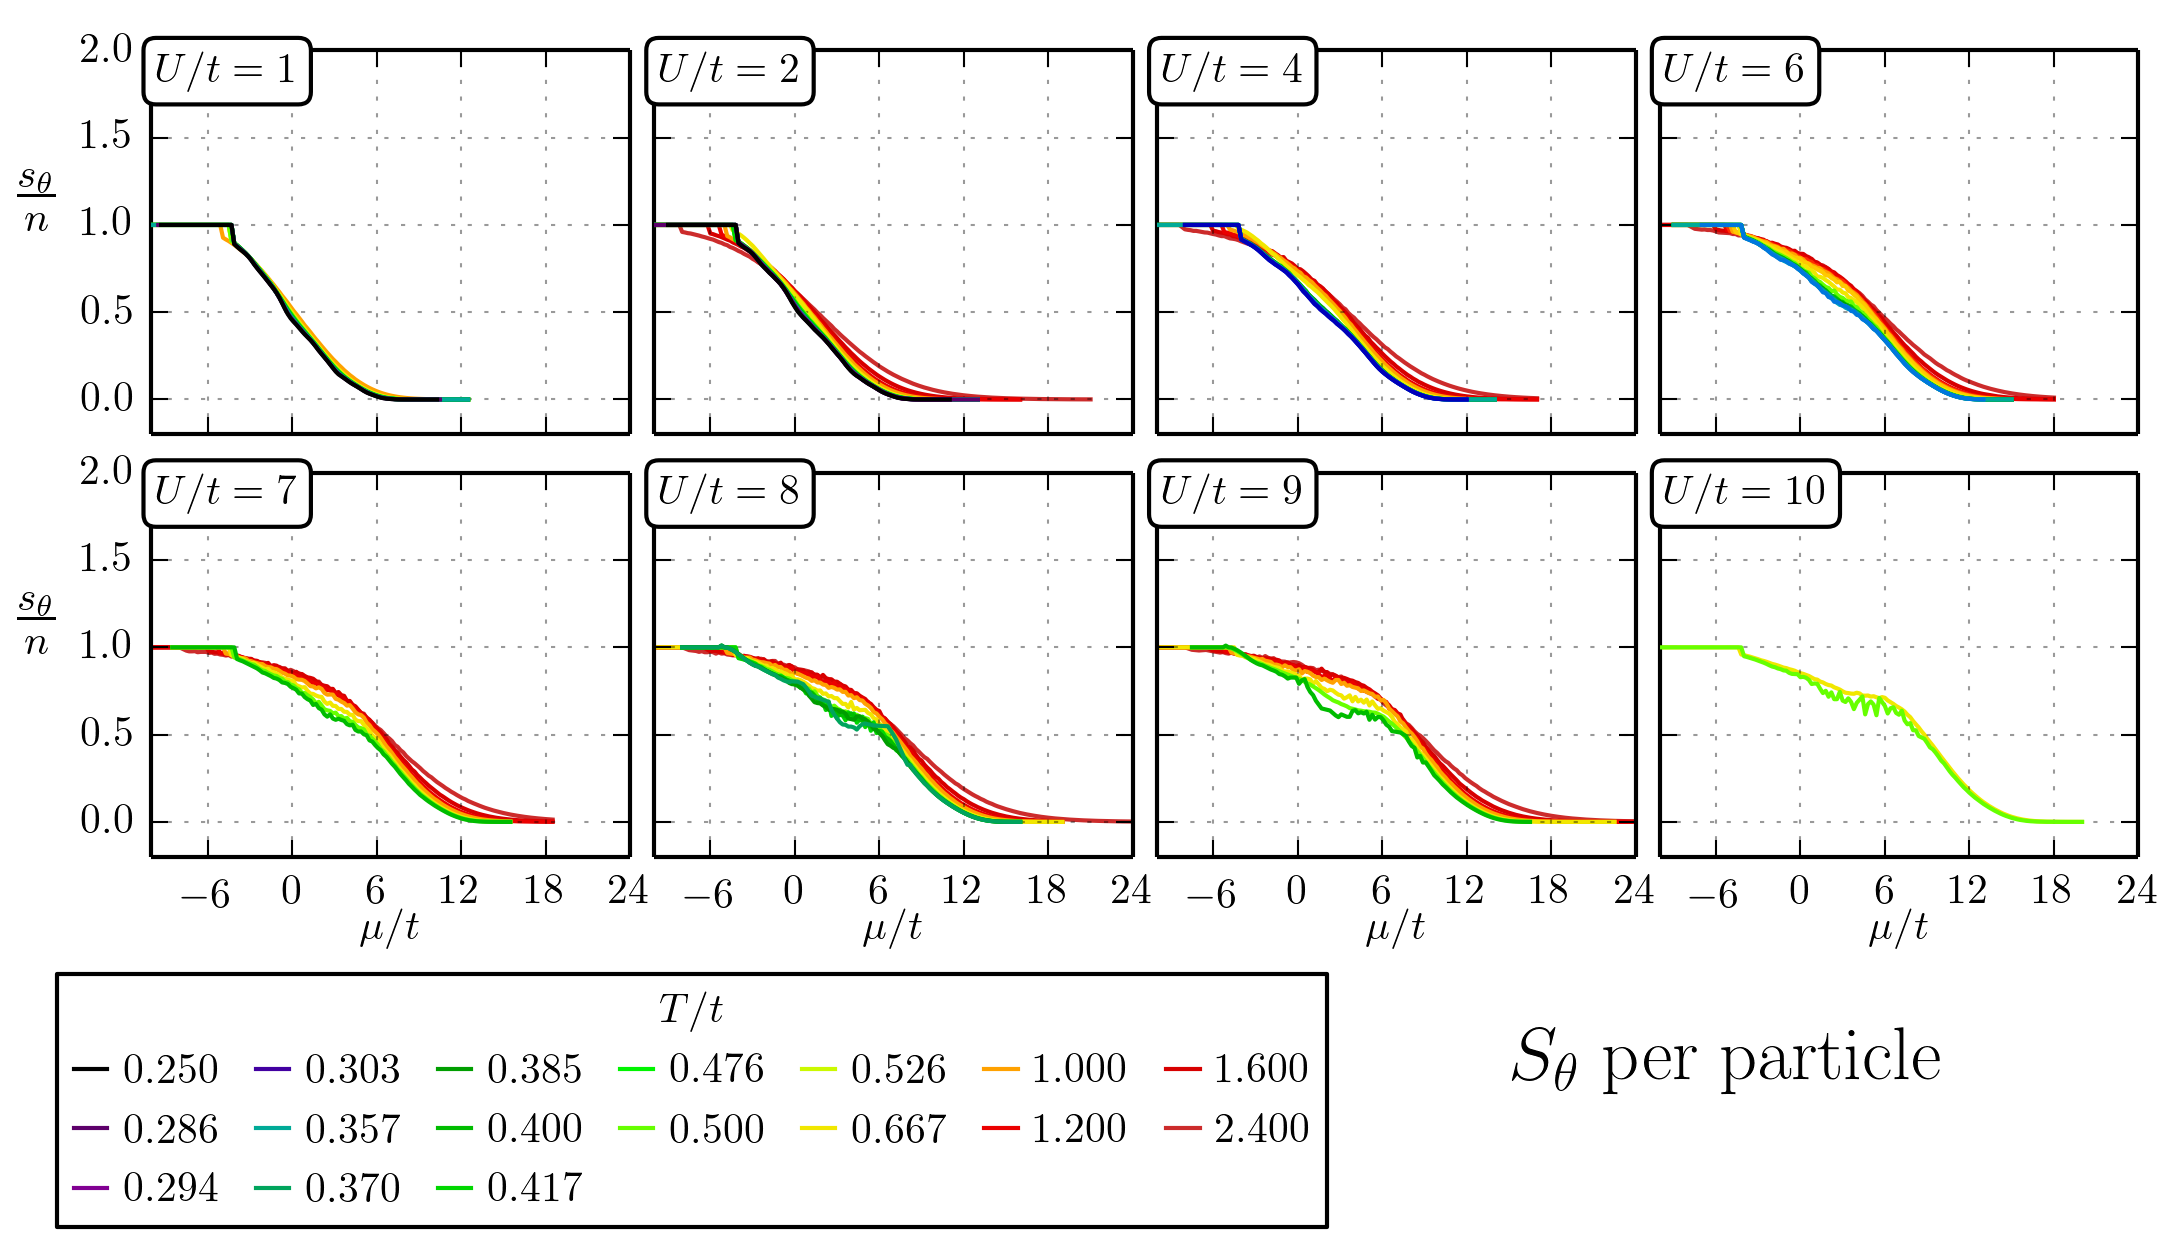 U/t = 1 U/t = 2 U/t = 4 U/t = 6
2.0
1.5
s_θ/n
1.0
0.5
0.0
U/t = 7 U/t = 8 U/t = 9 U/t = 10
2.0
1.5
s_θ/n
1.0
0.5
0.0
−6 0 6 12 18 24 −6 0 6 12 18 24 −6 0 6 12 18 24 −6 0 6 12 18 24
μ/t μ/t μ/t μ/t
T/t
0.250 0.303 0.385 0.476 0.526 1.000 1.600
0.286 0.357 0.400 0.500 0.667 1.200 2.400
0.294 0.370 0.417
S_θ per particle